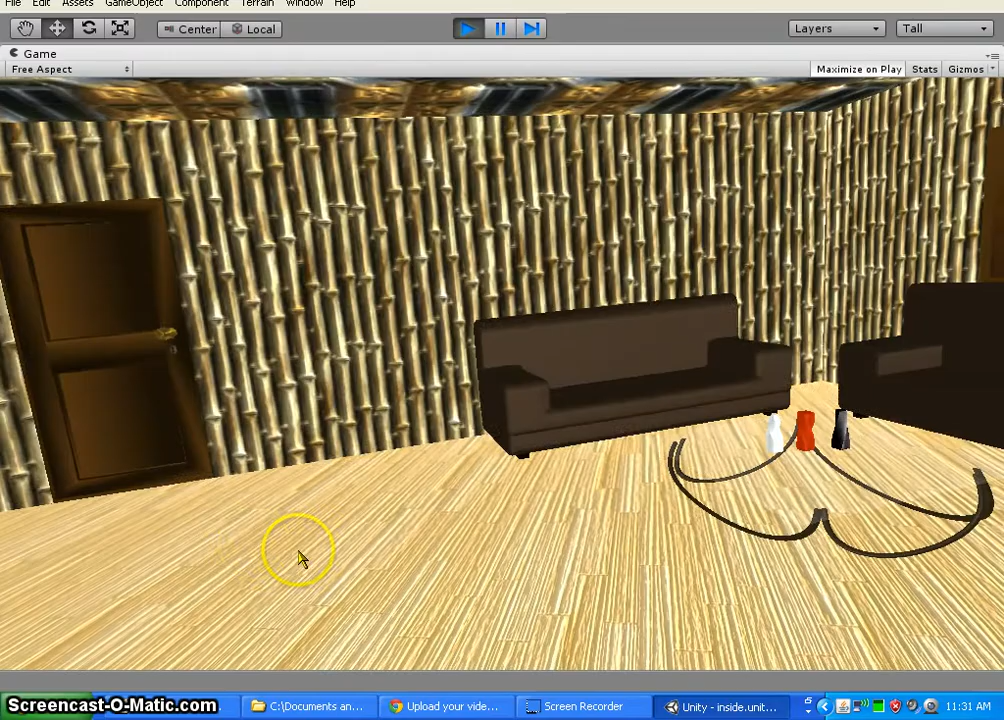 File Edit Assets GameObject Component Terrain Window Help
Center Local Layers Tall
Game
Free Aspect Maximize on Play Stats Gizmos
Screencast-O-Matic.com C:\Documents an... Upload your vide... Screen Recorder Unity - inside.unit... 11:31 AM